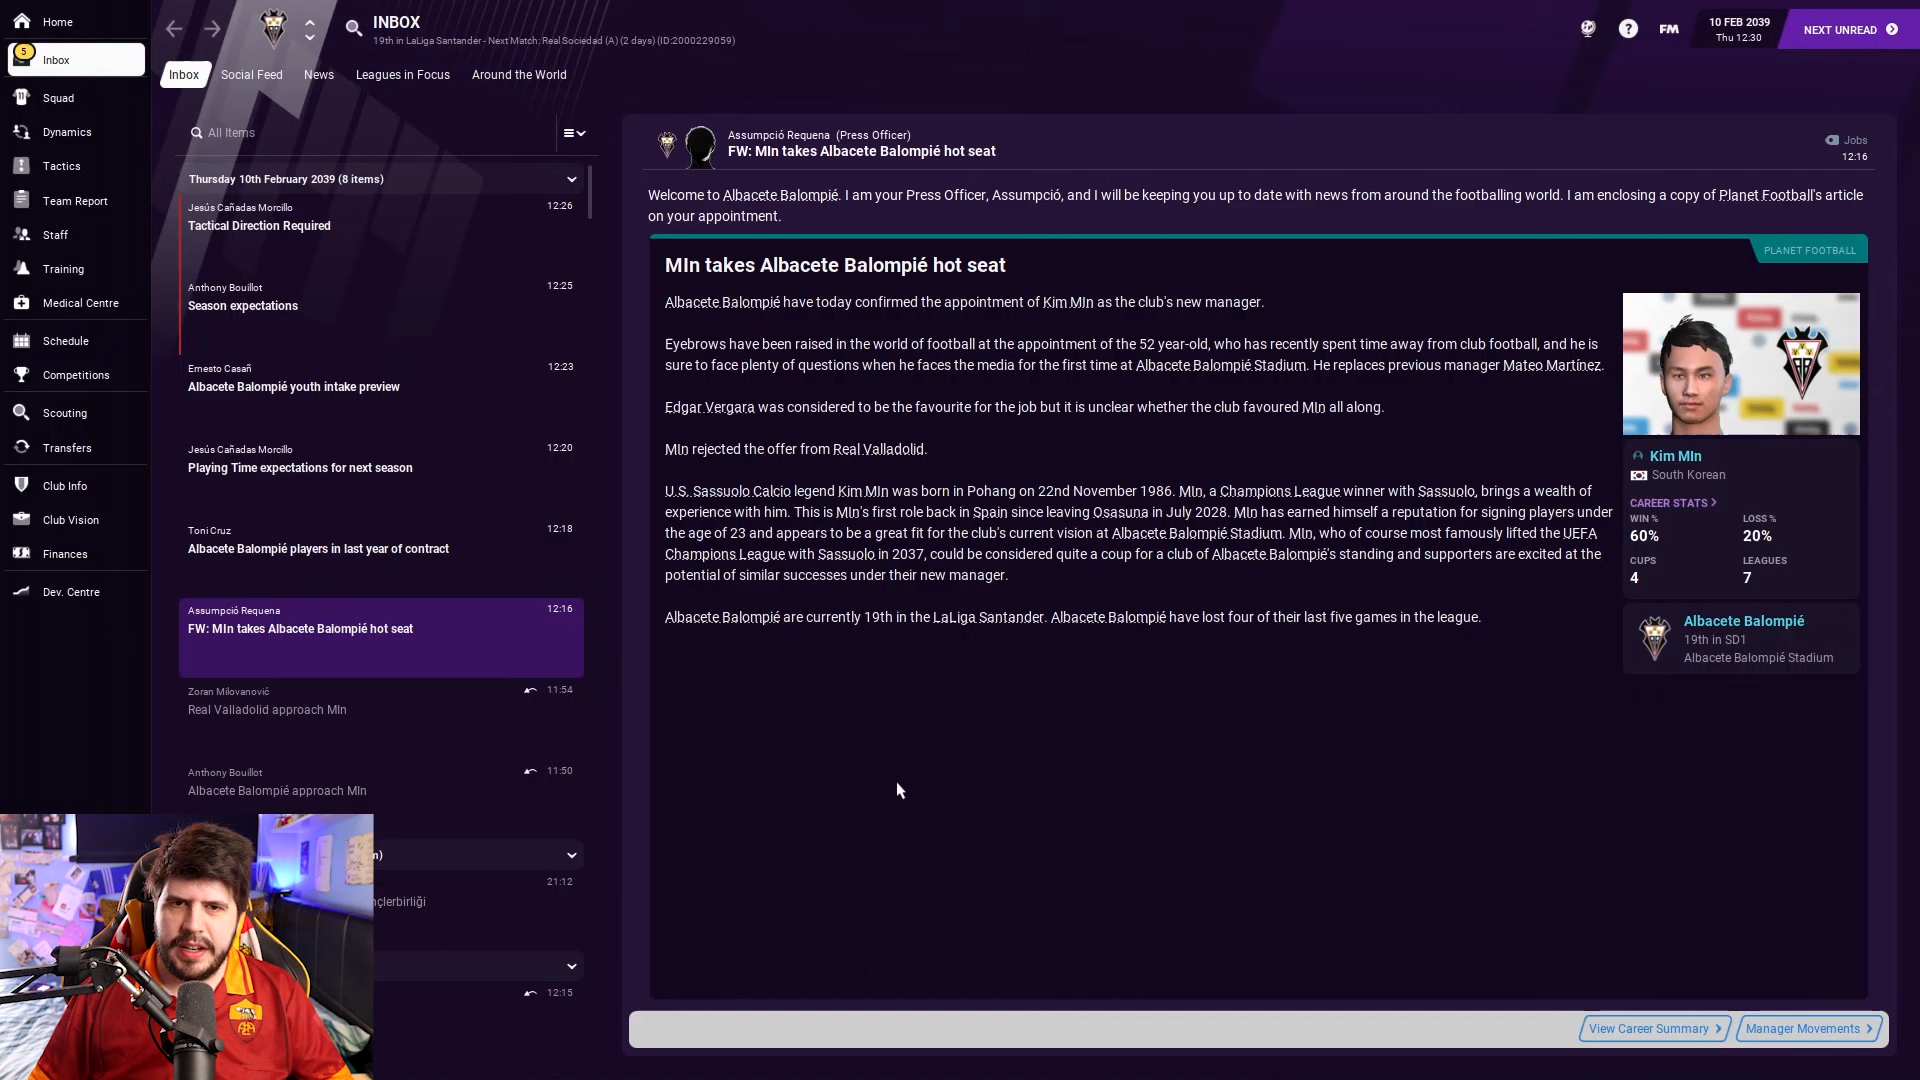 Home
5
Inbox
Squad
Dynamics
Tactics
Team Report
Staff
Training
Medical Centre
Schedule
Competitions
Scouting
Transfers
Club Info
Club Vision
Finances
Dev. Centre
INBOX
19th in LaLiga Santander - Next Match: Real Sociedad (A) (2 days) (ID:2000229059)
FM
10 FEB 2039
Thu 12:30
NEXT UNREAD
Inbox
Social Feed
News
Leagues in Focus
Around the World
All Items
Thursday 10th February 2039 (8 items)
Jesús Cañadas Morcillo 12:26
Tactical Direction Required
Anthony Bouillot 12:25
Season expectations
Ernesto Casañ 12:23
Albacete Balompié youth intake preview
Jesús Cañadas Morcillo 12:20
Playing Time expectations for next season
Toni Cruz 12:18
Albacete Balompié players in last year of contract
Assumpció Requena 12:16
FW: MIn takes Albacete Balompié hot seat
Zoran Milovanović 11:54
Real Valladolid approach MIn
Anthony Bouillot 11:50
Albacete Balompié approach MIn
21:12
nçlerbirliği
12:15
Assumpció Requena (Press Officer)
FW: MIn takes Albacete Balompié hot seat
Jobs
12:16
Welcome to Albacete Balompié. I am your Press Officer, Assumpció, and I will be keeping you up to date with news from around the footballing world. I am enclosing a copy of Planet Football's article
on your appointment.
PLANET FOOTBALL
MIn takes Albacete Balompié hot seat
Albacete Balompié have today confirmed the appointment of Kim MIn as the club's new manager.
Eyebrows have been raised in the world of football at the appointment of the 52 year-old, who has recently spent time away from club football, and he is
sure to face plenty of questions when he faces the media for the first time at Albacete Balompié Stadium. He replaces previous manager Mateo Martínez.
Edgar Vergara was considered to be the favourite for the job but it is unclear whether the club favoured MIn all along.
MIn rejected the offer from Real Valladolid.
U.S. Sassuolo Calcio legend Kim MIn was born in Pohang on 22nd November 1986. MIn, a Champions League winner with Sassuolo, brings a wealth of
experience with him. This is MIn's first role back in Spain since leaving Osasuna in July 2028. MIn has earned himself a reputation for signing players under
the age of 23 and appears to be a great fit for the club's current vision at Albacete Balompié Stadium. MIn, who of course most famously lifted the UEFA
Champions League with Sassuolo in 2037, could be considered quite a coup for a club of Albacete Balompié's standing and supporters are excited at the
potential of similar successes under their new manager.
Albacete Balompié are currently 19th in the LaLiga Santander. Albacete Balompié have lost four of their last five games in the league.
Kim MIn
South Korean
CAREER STATS
WIN % LOSS %
60% 20%
CUPS LEAGUES
4 7
Albacete Balompié
19th in SD1
Albacete Balompié Stadium
View Career Summary
Manager Movements